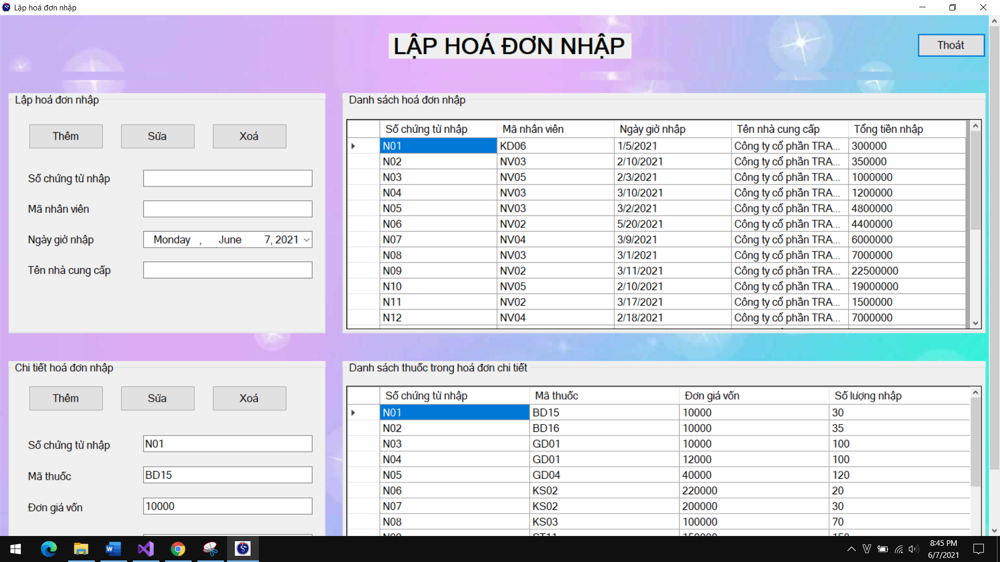 Lập hoá đơn nhập
LẬP HOÁ ĐƠN NHẬP
Thoát
Lập hoá đơn nhập
Thêm Sửa Xoá
Số chứng từ nhập
Mã nhân viên
Ngày giờ nhập Monday , June 7, 2021
Tên nhà cung cấp
Danh sách hoá đơn nhập
Số chứng từ nhập Mã nhân viên Ngày giờ nhập Tên nhà cung cấp Tổng tiền nhập
N01 KD06 1/5/2021 Công ty cổ phần TRA... 300000
N02 NV03 2/10/2021 Công ty cổ phần TRA... 350000
N03 NV05 2/3/2021 Công ty cổ phần TRA... 1000000
N04 NV03 3/10/2021 Công ty cổ phần TRA... 1200000
N05 NV03 3/2/2021 Công ty cổ phần TRA... 4800000
N06 NV02 5/20/2021 Công ty cổ phần TRA... 4400000
N07 NV04 3/9/2021 Công ty cổ phần TRA... 6000000
N08 NV03 3/1/2021 Công ty cổ phần TRA... 7000000
N09 NV02 3/11/2021 Công ty cổ phần TRA... 22500000
N10 NV05 2/10/2021 Công ty cổ phần TRA... 19000000
N11 NV02 3/17/2021 Công ty cổ phần TRA... 1500000
N12 NV04 2/18/2021 Công ty cổ phần TRA... 7000000
Chi tiết hoá đơn nhập
Thêm Sửa Xoá
Số chứng từ nhập N01
Mã thuốc BD15
Đơn giá vốn 10000
Danh sách thuốc trong hoá đơn chi tiết
Số chứng từ nhập Mã thuốc Đơn giá vốn Số lượng nhập
N01 BD15 10000 30
N02 BD16 10000 35
N03 GD01 10000 100
N04 GD01 12000 100
N05 GD04 40000 120
N06 KS02 220000 20
N07 KS02 200000 30
N08 KS03 100000 70
8:45 PM
6/7/2021